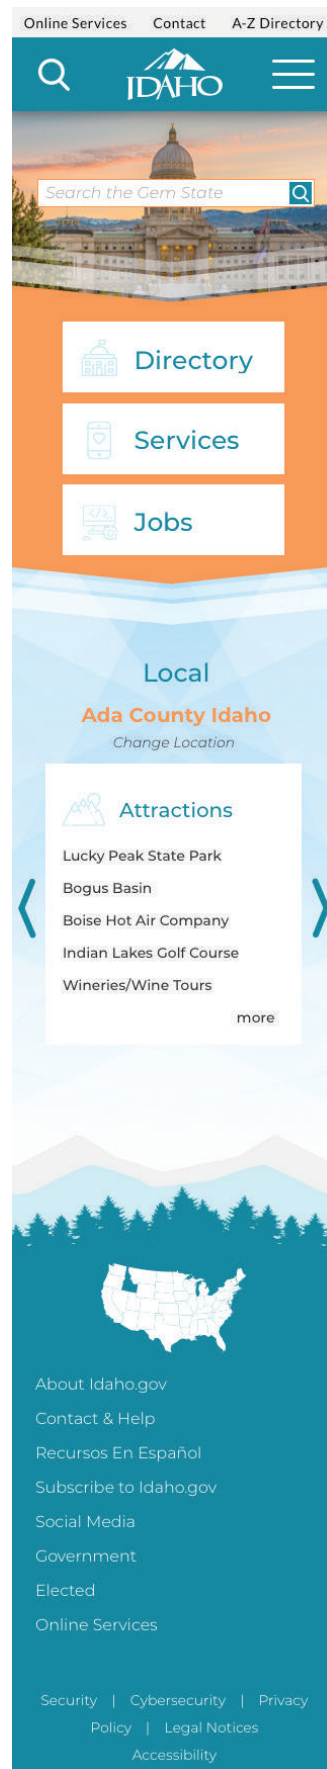 Online Services Contact A-Z Directory
IDAHO
Search the Gem State
Directory
Services
Jobs
Local
Ada County Idaho
Change Location
Attractions
Lucky Peak State Park
Bogus Basin
Boise Hot Air Company
Indian Lakes Golf Course
Wineries/Wine Tours
more
About Idaho.gov
Contact & Help
Recursos En Español
Subscribe to Idaho.gov
Social Media
Government
Elected
Online Services
Security | Cybersecurity | Privacy
Policy | Legal Notices
Accessibility